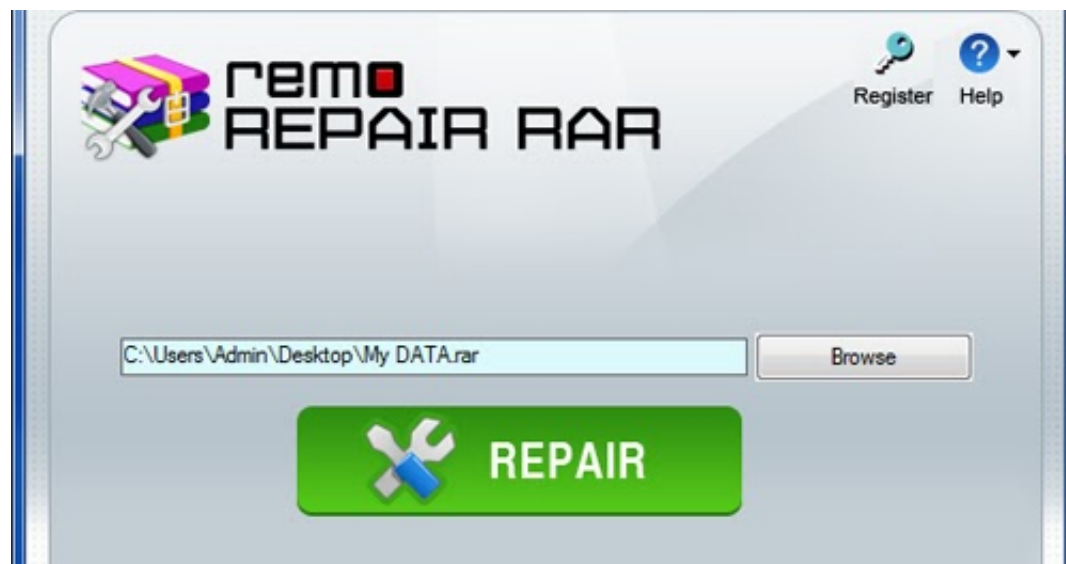 remo
REPAIR RAR
Register Help
C:\Users\Admin\Desktop\My DATA.rar
Browse
REPAIR